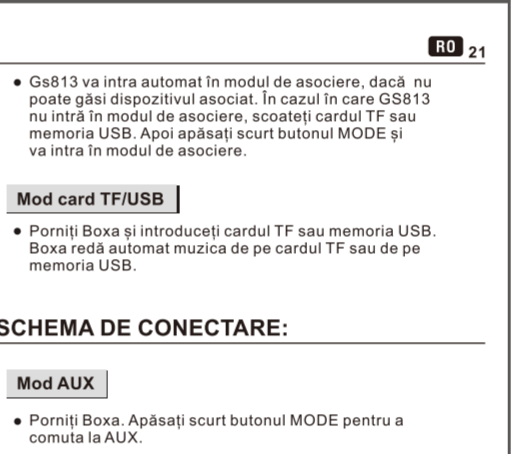 RO 21
• Gs813 va intra automat în modul de asociere, dacă nu
poate găsi dispozitivul asociat. În cazul în care GS813
nu intră în modul de asociere, scoateți cardul TF sau
memoria USB. Apoi apăsați scurt butonul MODE și
va intra în modul de asociere.
Mod card TF/USB
• Porniți Boxa și introduceți cardul TF sau memoria USB.
Boxa redă automat muzica de pe cardul TF sau de pe
memoria USB.
SCHEMA DE CONECTARE:
Mod AUX
• Porniți Boxa. Apăsați scurt butonul MODE pentru a
comuta la AUX.